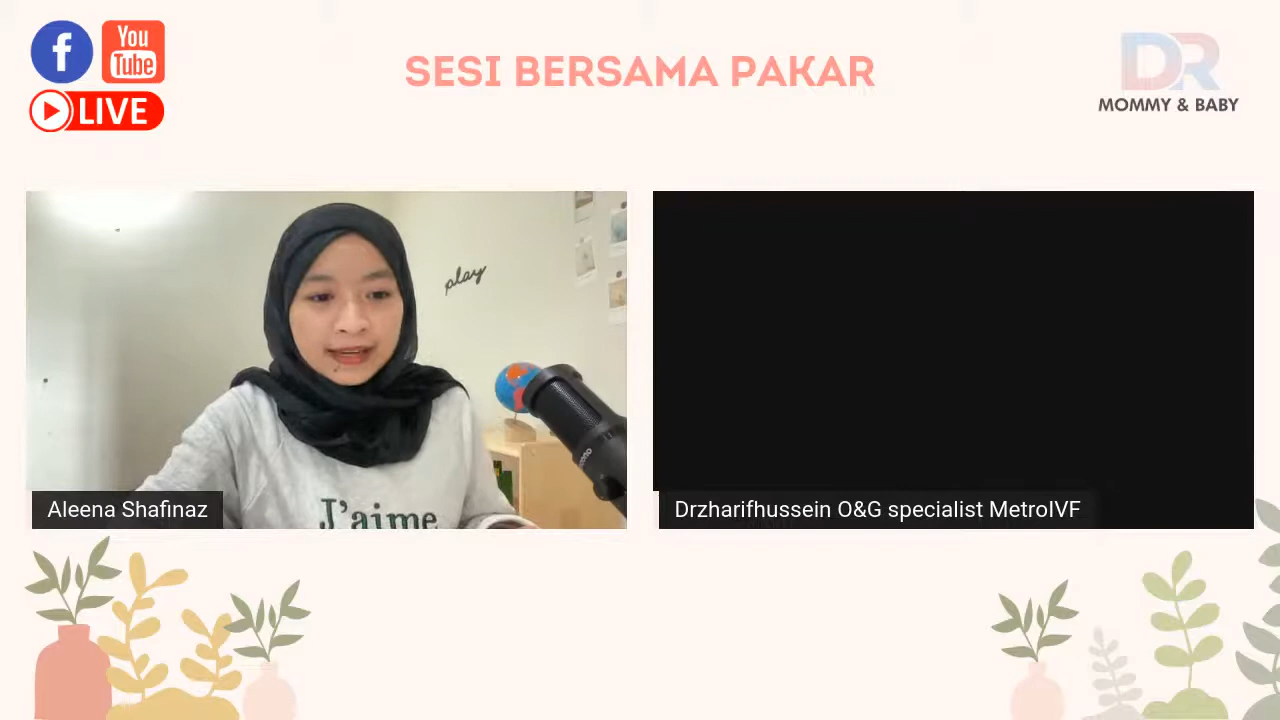 f
You
Tube
LIVE
SESI BERSAMA PAKAR
DR
MOMMY & BABY
play
J'aime
Aleena Shafinaz
Drzharifhussein O&G specialist MetroIVF